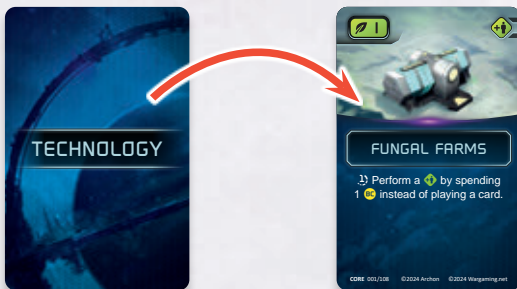 TECHNOLOGY
1
FUNGAL FARMS
Perform a by spending
1 BC instead of playing a card.
CORE 001/108 ©2024 Archon ©2024 Wargaming.net